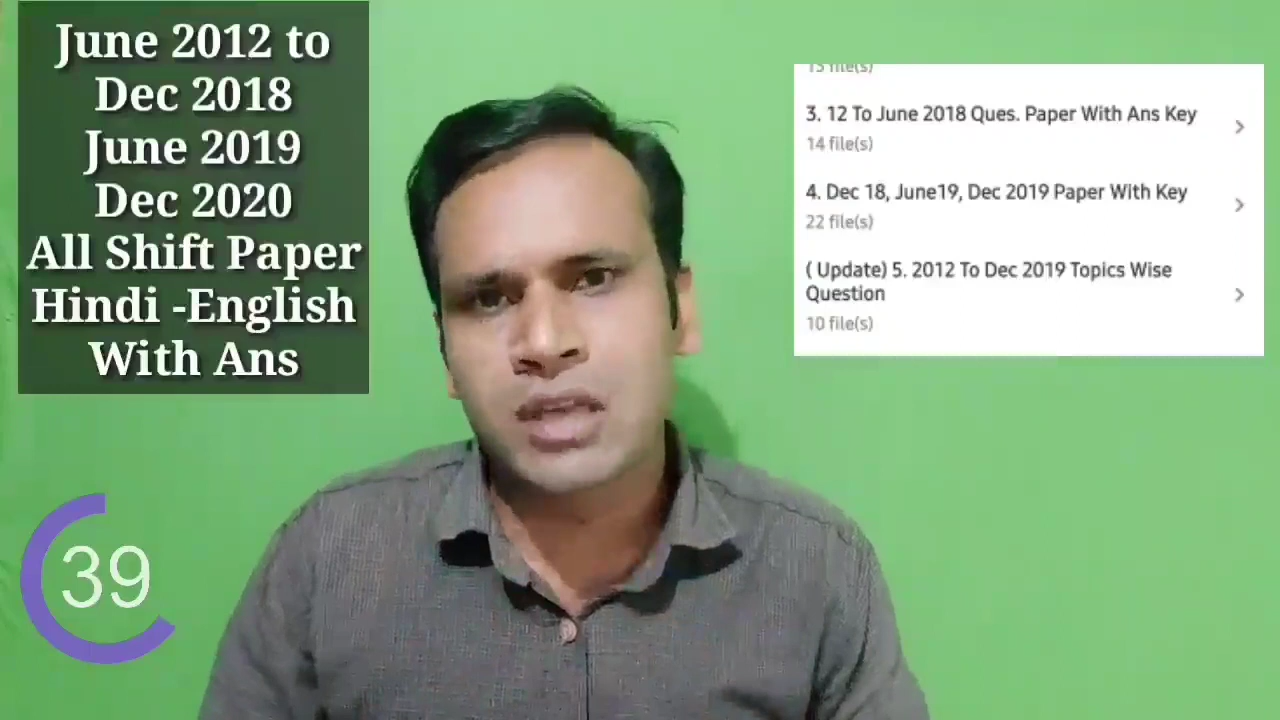 June 2012 to
Dec 2018
June 2019
Dec 2020
All Shift Paper
Hindi -English
With Ans
15 file(s)
3. 12 To June 2018 Ques. Paper With Ans Key
14 file(s)
4. Dec 18, June19, Dec 2019 Paper With Key
22 file(s)
( Update) 5. 2012 To Dec 2019 Topics Wise
Question
10 file(s)
39